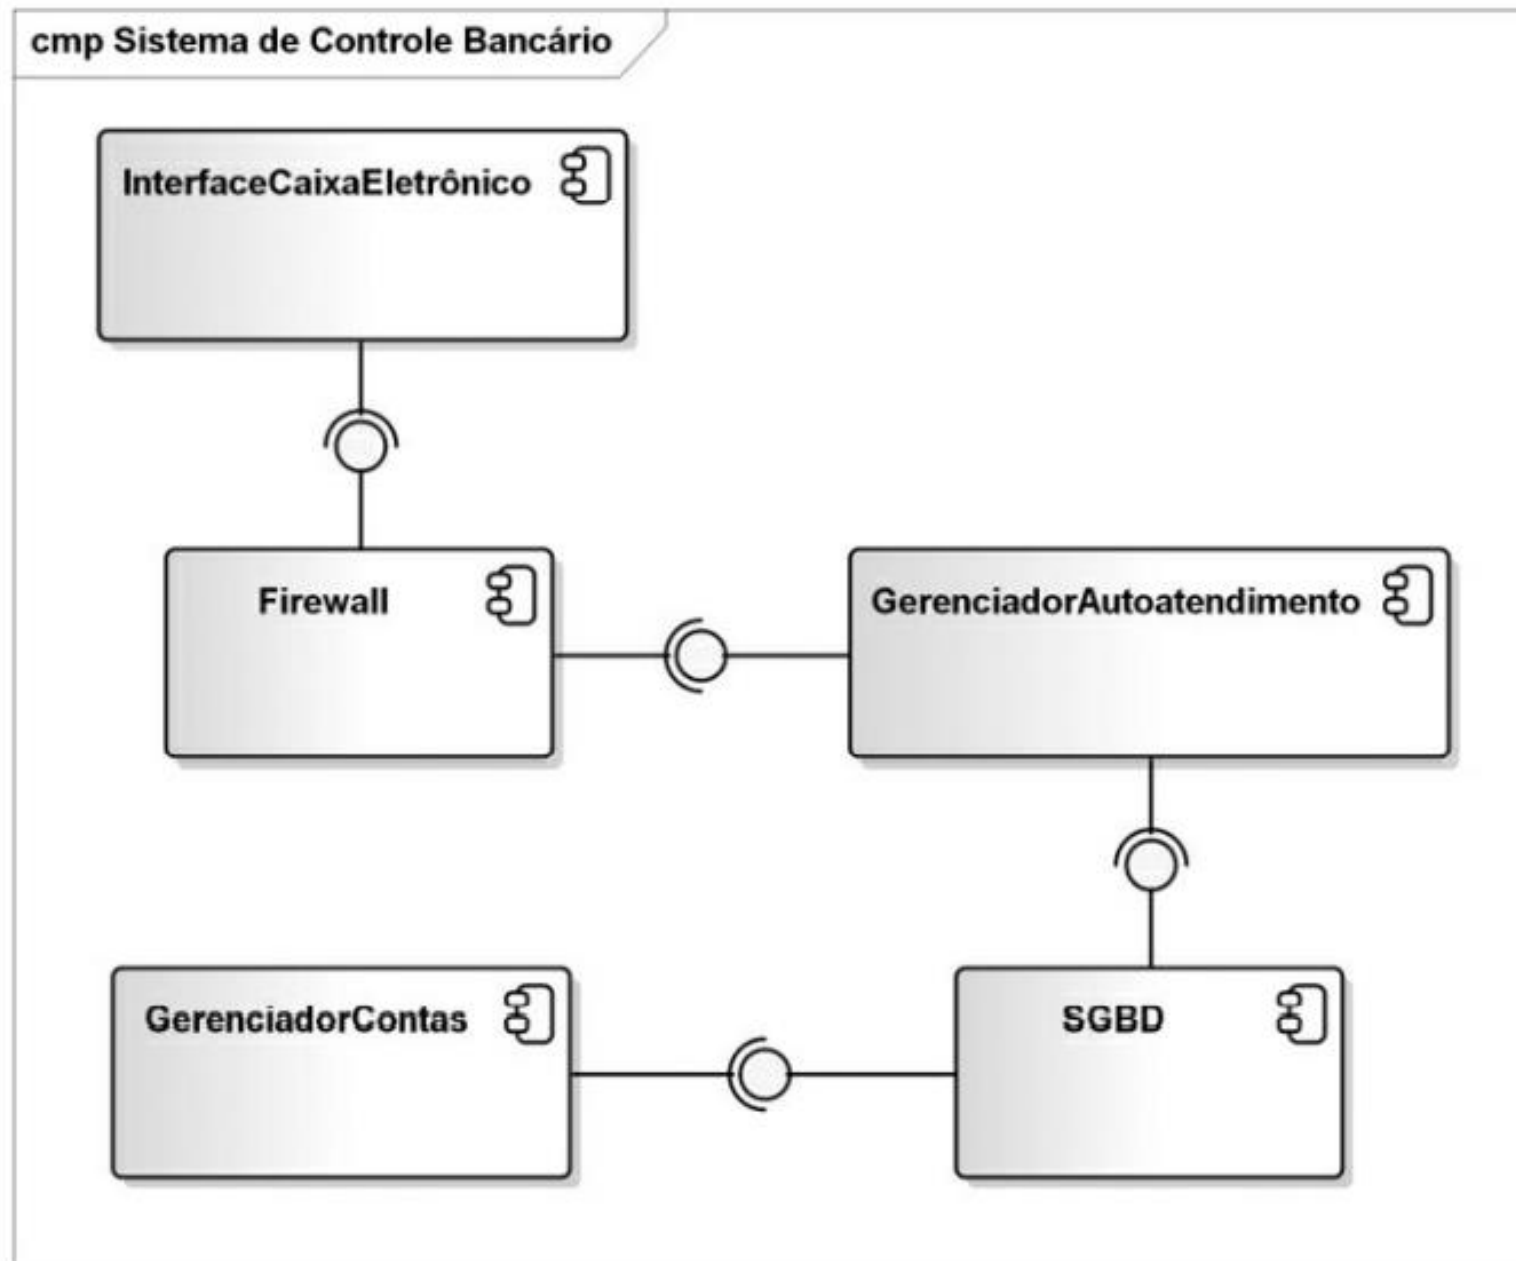 cmp Sistema de Controle Bancário
InterfaceCaixaEletrônico
Firewall
GerenciadorAutoatendimento
GerenciadorContas
SGBD